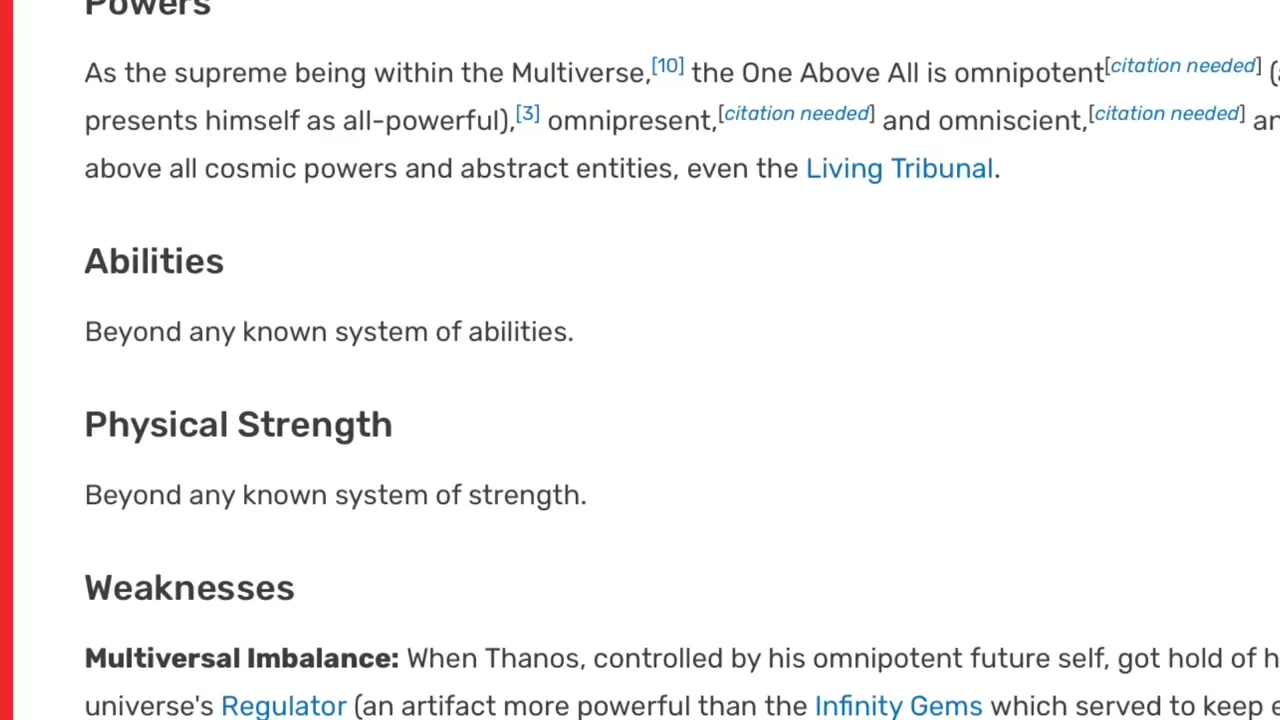 Powers
As the supreme being within the Multiverse,[10] the One Above All is omnipotent[citation needed] (
presents himself as all-powerful),[3] omnipresent,[citation needed] and omniscient,[citation needed]
above all cosmic powers and abstract entities, even the Living Tribunal.
Abilities
Beyond any known system of abilities.
Physical Strength
Beyond any known system of strength.
Weaknesses
Multiversal Imbalance: When Thanos, controlled by his omnipotent future self, got hold of
universe's Regulator (an artifact more powerful than the Infinity Gems which served to keep